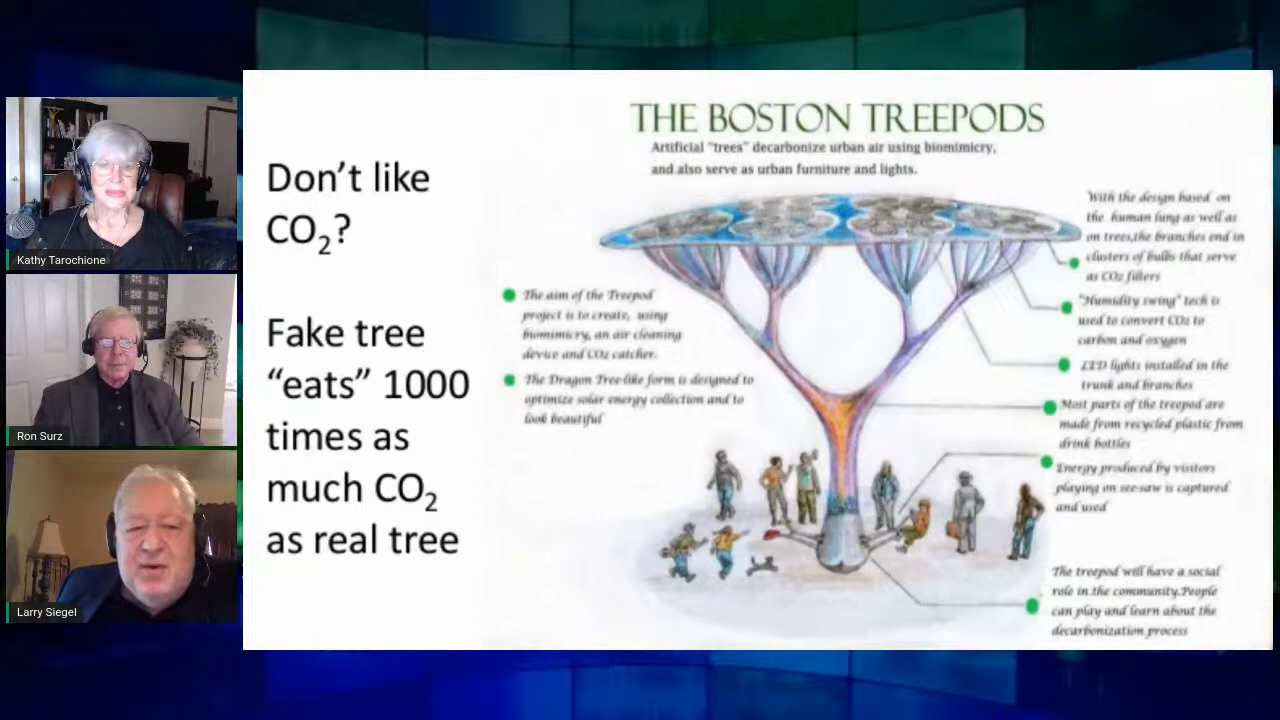 Kathy Tarochione
Ron Surz
Larry Siegel
Don't like
CO₂?
Fake tree
“eats” 1000
times as
much CO₂
as real tree
THE BOSTON TREEPODS
Artificial "trees" decarbonize urban air using biomimicry,
and also serve as urban furniture and lights.
The aim of the Treepod
project is to create, using
biomimicry, an air cleaning
device and CO₂ catcher.
The Dragon Tree-like form is designed to
optimize solar energy collection and to
look beautiful
With the design based on
the human lung as well as
on trees,the branches end in
clusters of bulbs that serve
as CO₂ filters
"Humidity swing" tech is
used to convert CO₂ to
carbon and oxygen
LED lights installed in the
trunk and branches
Most parts of the treepod are
made from recycled plastic from
drink bottles
Energy produced by visitors
playing on see-saw is captured
and used
The treepod will have a social
role in the community.People
can play and learn about the
decarbonization process